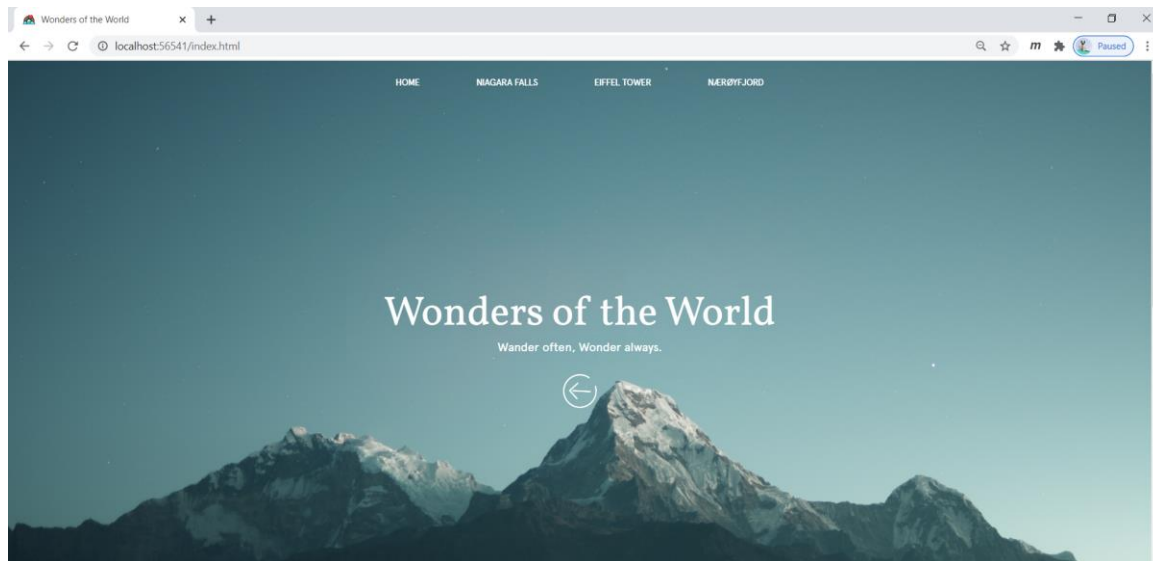 Wonders of the World
localhost:56541/index.html
m
Paused
HOME NIAGARA FALLS EIFFEL TOWER NÆRØYFJORD
Wonders of the World
Wander often, Wonder always.